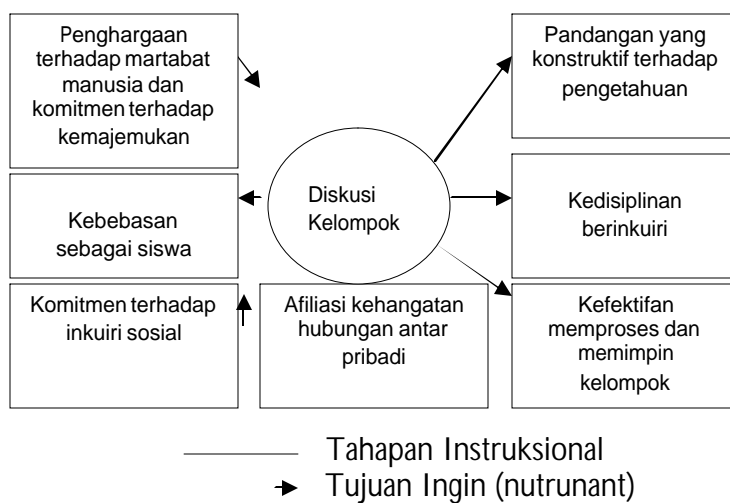 Penghargaan
terhadap martabat
manusia dan
komitmen terhadap
kemajemukan
Pandangan yang
konstruktif terhadap
pengetahuan
Kebebasan
sebagai siswa
Diskusi
Kelompok
Kedisiplinan
berinkuiri
Komitmen terhadap
inkuiri sosial
Afiliasi kehangatan
hubungan antar
pribadi
Kefektifan
memproses dan
memimpin
kelompok
Tahapan Instruksional
Tujuan Ingin (nutrunant)